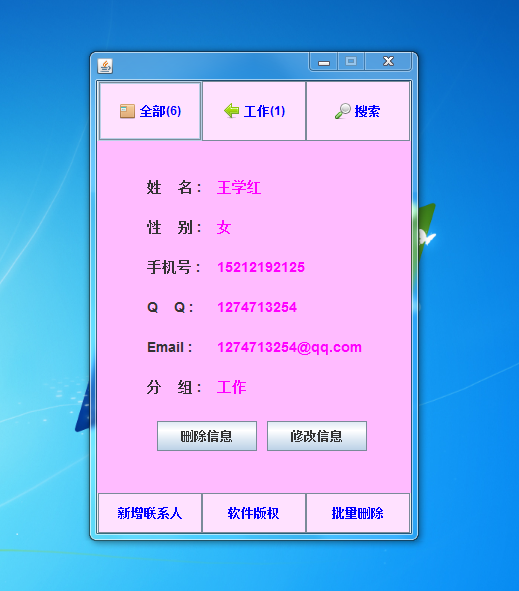 全部(6) 工作(1) 搜索
姓 名： 王学红
性 别： 女
手机号： 15212192125
Q Q： 1274713254
Email： 1274713254@qq.com
分 组： 工作
删除信息 修改信息
新增联系人 软件版权 批量删除